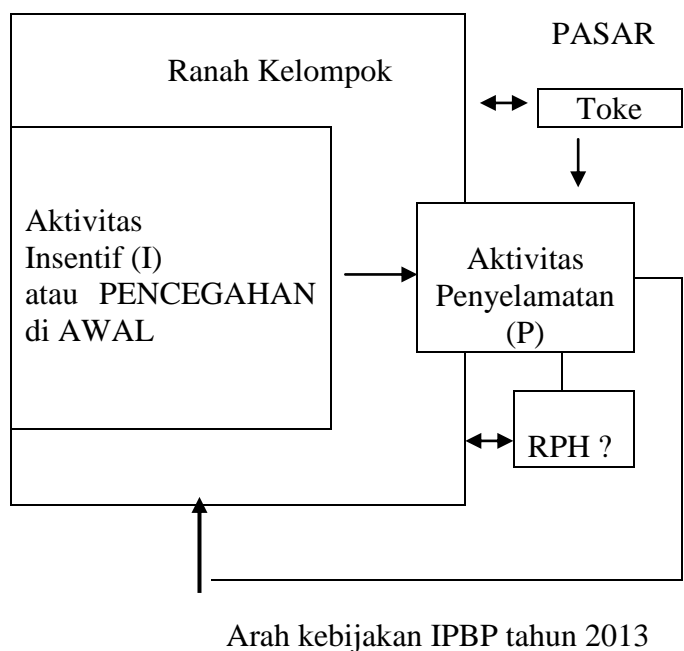 PASAR
Ranah Kelompok
Toke
Aktivitas
Insentif (I)
atau PENCEGAHAN
di AWAL
Aktivitas
Penyelamatan
(P)
RPH ?
Arah kebijakan IPBP tahun 2013